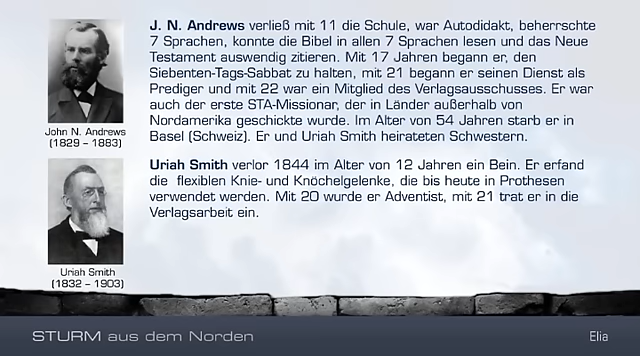 J. N. Andrews verließ mit 11 die Schule, war Autodidakt, beherrschte
7 Sprachen, konnte die Bibel in allen 7 Sprachen lesen und das Neue
Testament auswendig zitieren. Mit 17 Jahren begann er, den
Siebenten-Tags-Sabbat zu halten, mit 21 begann er seinen Dienst als
Prediger und mit 22 war ein Mitglied des Verlagsausschusses. Er war
auch der erste STA-Missionar, der in Länder außerhalb von
Nordamerika geschickt wurde. Im Alter von 54 Jahren starb er in
Basel (Schweiz). Er und Uriah Smith heirateten Schwestern.
John N. Andrews
(1829 – 1883)
Uriah Smith verlor 1844 im Alter von 12 Jahren ein Bein. Er erfand
die flexiblen Knie- und Knöchelgelenke, die bis heute in Prothesen
verwendet werden. Mit 20 wurde er Adventist, mit 21 trat er in die
Verlagsarbeit ein.
Uriah Smith
(1832 – 1903)
STURM aus dem Norden
Elia